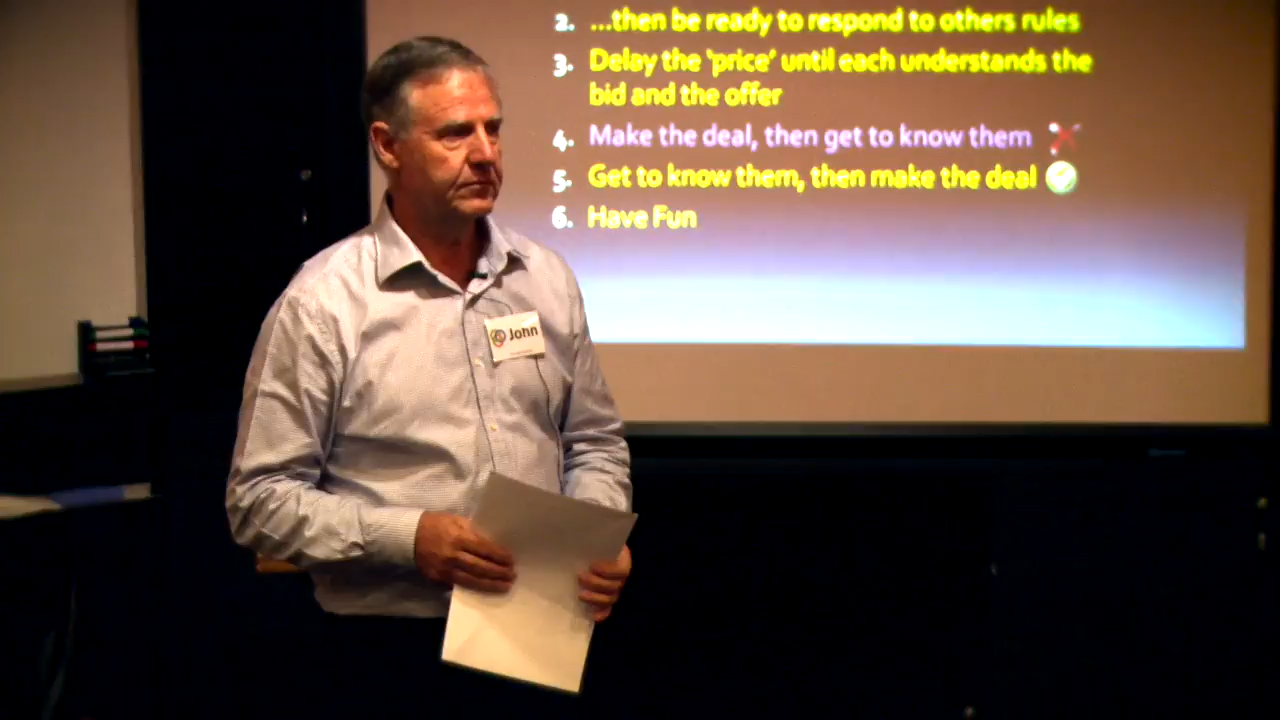 2. ...then be ready to respond to others rules
3. Delay the 'price' until each understands the
bid and the offer
4. Make the deal, then get to know them
5. Get to know them, then make the deal
6. Have Fun
John